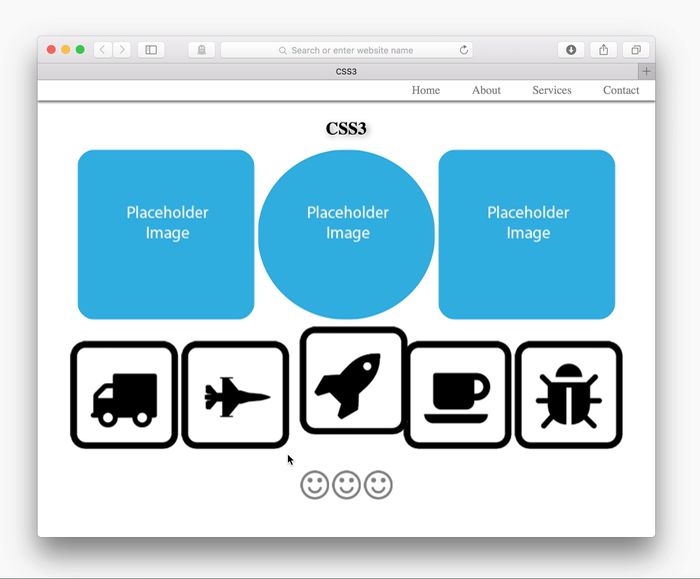 Search or enter website name
CSS3
Home About Services Contact
CSS3
Placeholder
Image
Placeholder
Image
Placeholder
Image